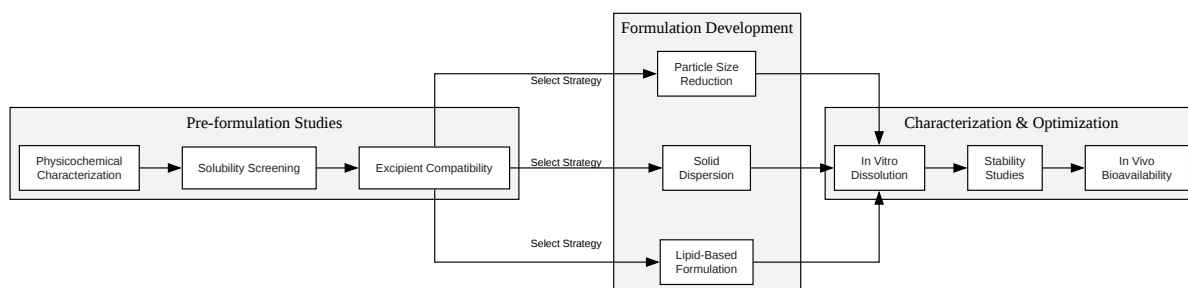 Formulation Development
Particle Size
Reduction
Select Strategy
Pre-formulation Studies
Characterization & Optimization
Physicochemical
Characterization
Solubility Screening
Excipient Compatibility
Select Strategy
Solid
Dispersion
In Vitro
Dissolution
Stability
Studies
In Vivo
Bioavailability
Select Strategy
Lipid-Based
Formulation